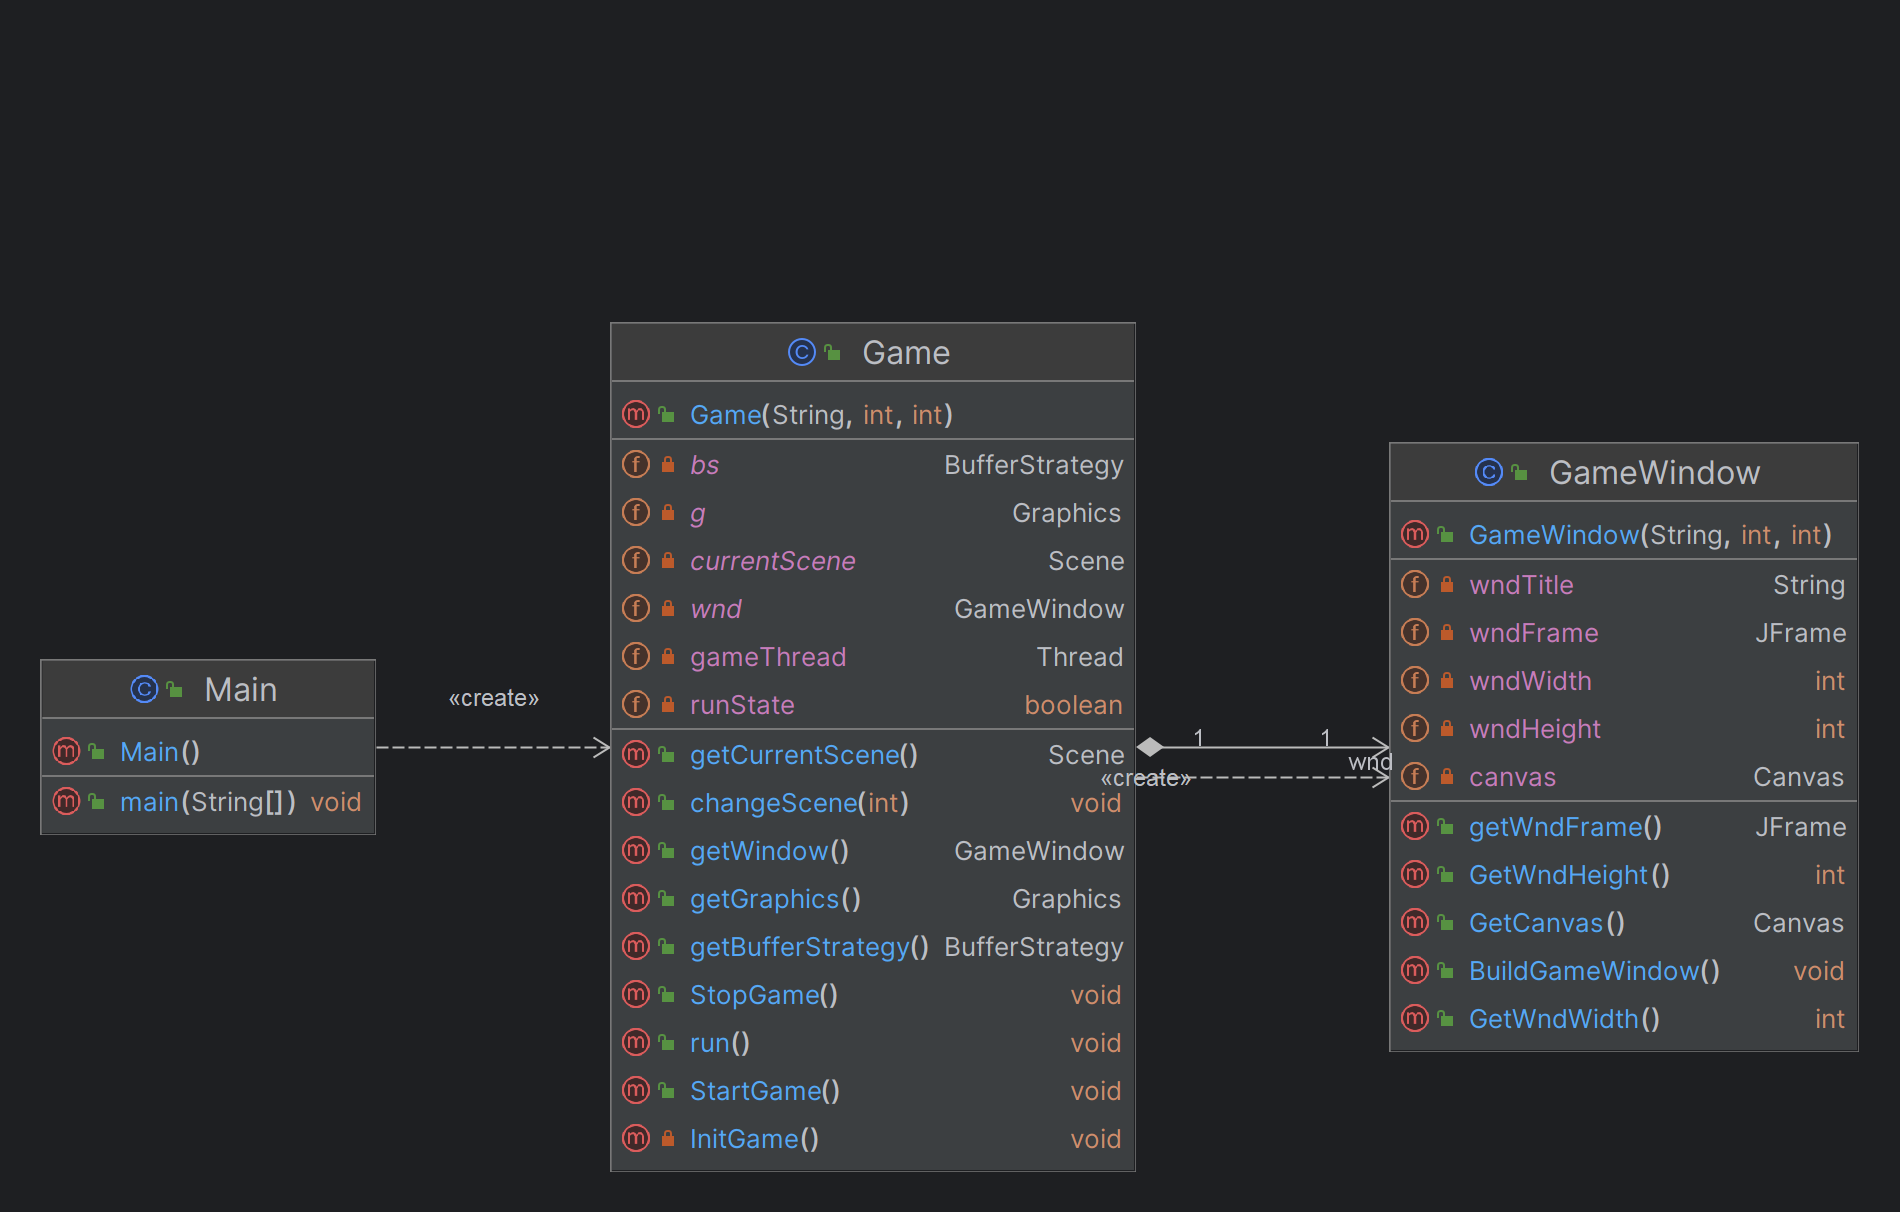 Main
Main()
main(String[]) void
«create»
Game
Game(String, int, int)
bs BufferStrategy
g Graphics
currentScene Scene
wnd GameWindow
gameThread Thread
runState boolean
getCurrentScene() Scene
changeScene(int) void
getWindow() GameWindow
getGraphics() Graphics
getBufferStrategy() BufferStrategy
StopGame() void
run() void
StartGame() void
InitGame() void
1 1
wnd
«create»
GameWindow
GameWindow(String, int, int)
wndTitle String
wndFrame JFrame
wndWidth int
wndHeight int
canvas Canvas
getWndFrame() JFrame
GetWndHeight() int
GetCanvas() Canvas
BuildGameWindow() void
GetWndWidth() int